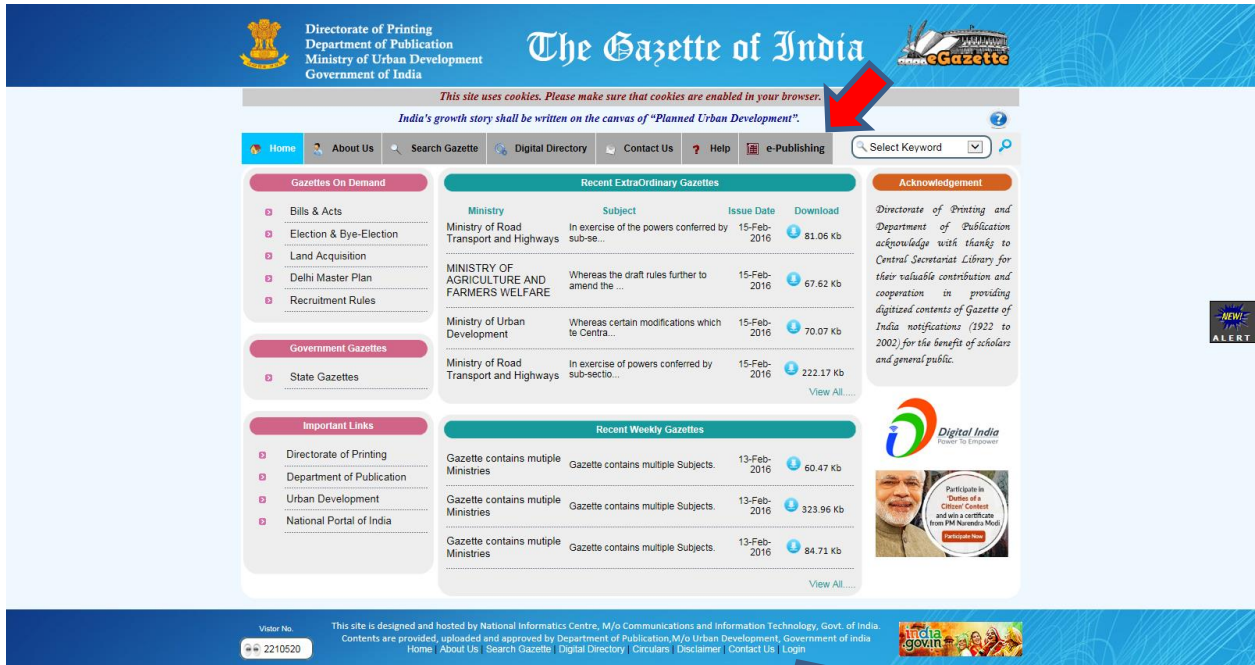 Directorate of Printing
Department of Publication
Ministry of Urban Development
Government of India
The Gazette of India
eGazette
This site uses cookies. Please make sure that cookies are enabled in your browser.
India's growth story shall be written on the canvas of “Planned Urban Development”.
Home About Us Search Gazette Digital Directory Contact Us ? Help e-Publishing Select Keyword
Gazettes On Demand
Bills & Acts
Election & Bye-Election
Land Acquisition
Delhi Master Plan
Recruitment Rules
Government Gazettes
State Gazettes
Important Links
Directorate of Printing
Department of Publication
Urban Development
National Portal of India
Recent ExtraOrdinary Gazettes
Ministry Subject Issue Date Download
Ministry of Road In exercise of the powers conferred by 15-Feb-
Transport and Highways sub-se... 2016 81.06 Kb
MINISTRY OF
AGRICULTURE AND Whereas the draft rules further to 15-Feb-
FARMERS WELFARE amend the ... 2016 67.62 Kb
Ministry of Urban Whereas certain modifications which 15-Feb-
Development te Centra... 2016 70.07 Kb
Ministry of Road In exercise of powers conferred by 15-Feb-
Transport and Highways sub-sectio... 2016 222.17 Kb
View All.....
Recent Weekly Gazettes
Gazette contains mutiple Gazette contains multiple Subjects. 13-Feb-
Ministries 2016 60.47 Kb
Gazette contains mutiple Gazette contains multiple Subjects. 13-Feb-
Ministries 2016 323.96 Kb
Gazette contains mutiple Gazette contains multiple Subjects. 13-Feb-
Ministries 2016 84.71 Kb
View All.....
Acknowledgement
Directorate of Printing and
Department of Publication
acknowledge with thanks to
Central Secretariat Library for
their valuable contribution and
cooperation in providing
digitized contents of Gazette of
India notifications (1922 to
2002) for the benefit of scholars
and general public.
Digital India
Power To Empower
Participate in
'Duties of a
Citizen' Contest
and win a certificate
from PM Narendra Modi
Participate Now
NEW!
ALERT
Vistor No.
2210520
This site is designed and hosted by National Informatics Centre, M/o Communications and Information Technology, Govt. of India.
Contents are provided, uploaded and approved by Department of Publication,M/o Urban Development, Government of india
Home | About Us | Search Gazette | Digital Directory | Circulars | Disclaimer | Contact Us | Login
india
.gov.in